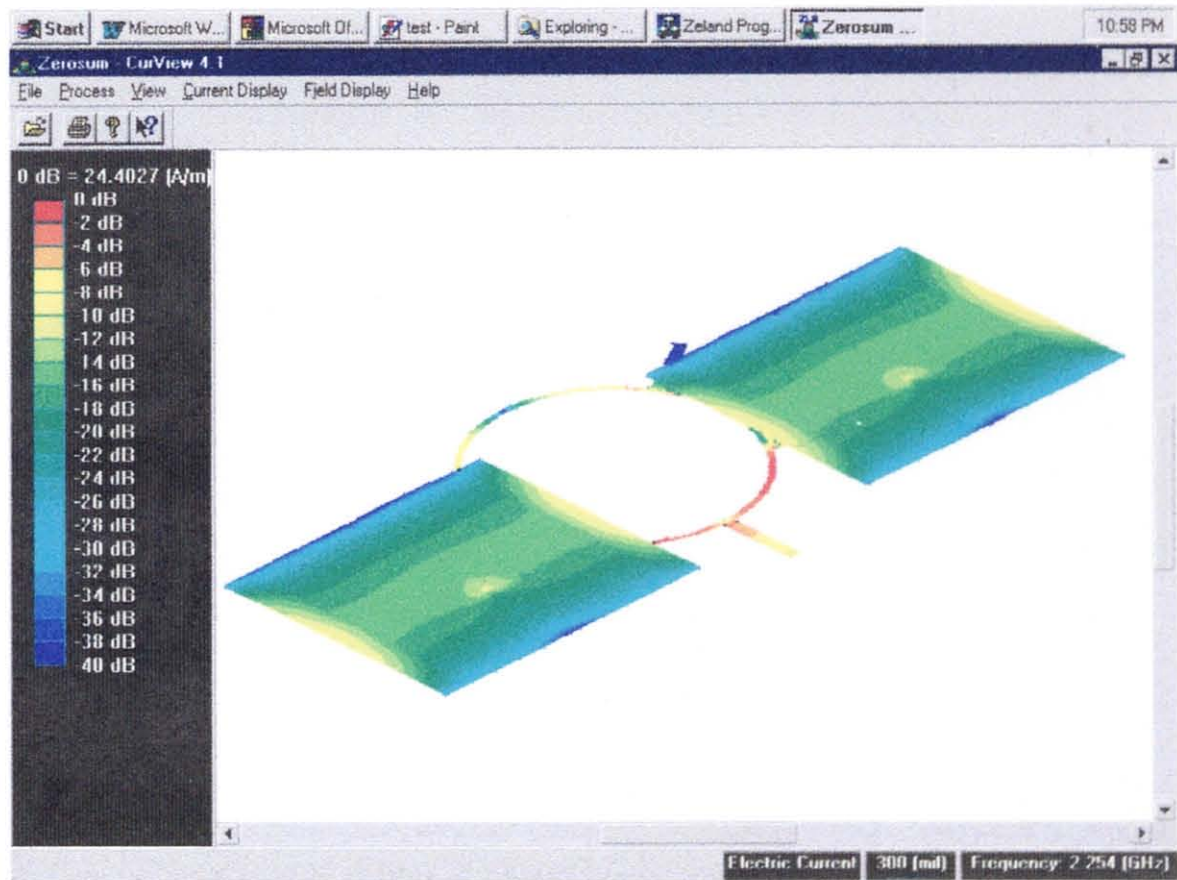 Start Microsoft W... Microsoft Of... test - Paint Exploring - ... Zeland Prog... Zerosum ... 10:58 PM
Zerosum - CurView 4.1
File Process View Current Display Field Display Help
0 dB = 24.4027 (A/m)
0 dB
-2 dB
-4 dB
6 dB
-8 dB
10 dB
-12 dB
14 dB
-16 dB
-18 dB
-20 dB
-22 dB
-24 dB
-26 dB
-28 dB
-30 dB
-32 dB
-34 dB
36 dB
-38 dB
40 dB
Electric Current 300 (mil) Frequency: 2.254 (GHz)